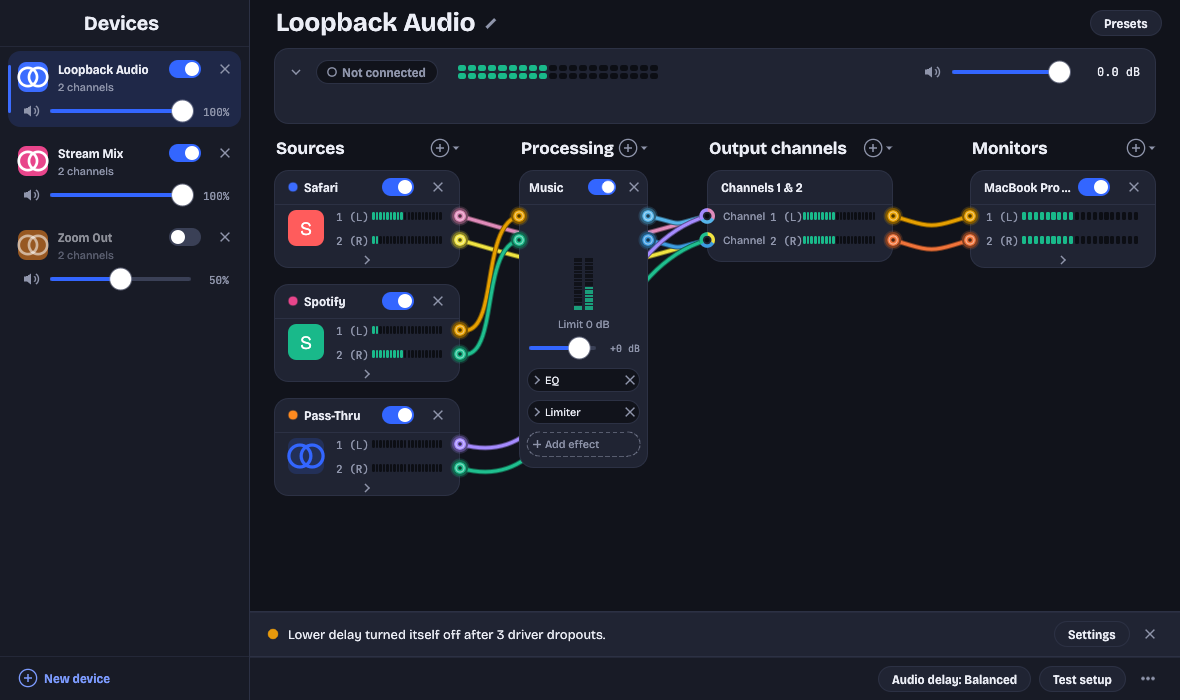 Devices
Loopback Audio
2 channels
100%
Stream Mix
2 channels
100%
Zoom Out
2 channels
50%
New device
Loopback Audio
Presets
Not connected
0.0 dB
Sources
Safari
S
1 (L)
2 (R)
Spotify
S
1 (L)
2 (R)
Pass-Thru
1 (L)
2 (R)
Processing
Music
Limit 0 dB
+0 dB
EQ
Limiter
+ Add effect
Output channels
Channels 1 & 2
Channel 1 (L)
Channel 2 (R)
Monitors
MacBook Pro ...
1 (L)
2 (R)
Lower delay turned itself off after 3 driver dropouts.
Settings
Audio delay: Balanced
Test setup